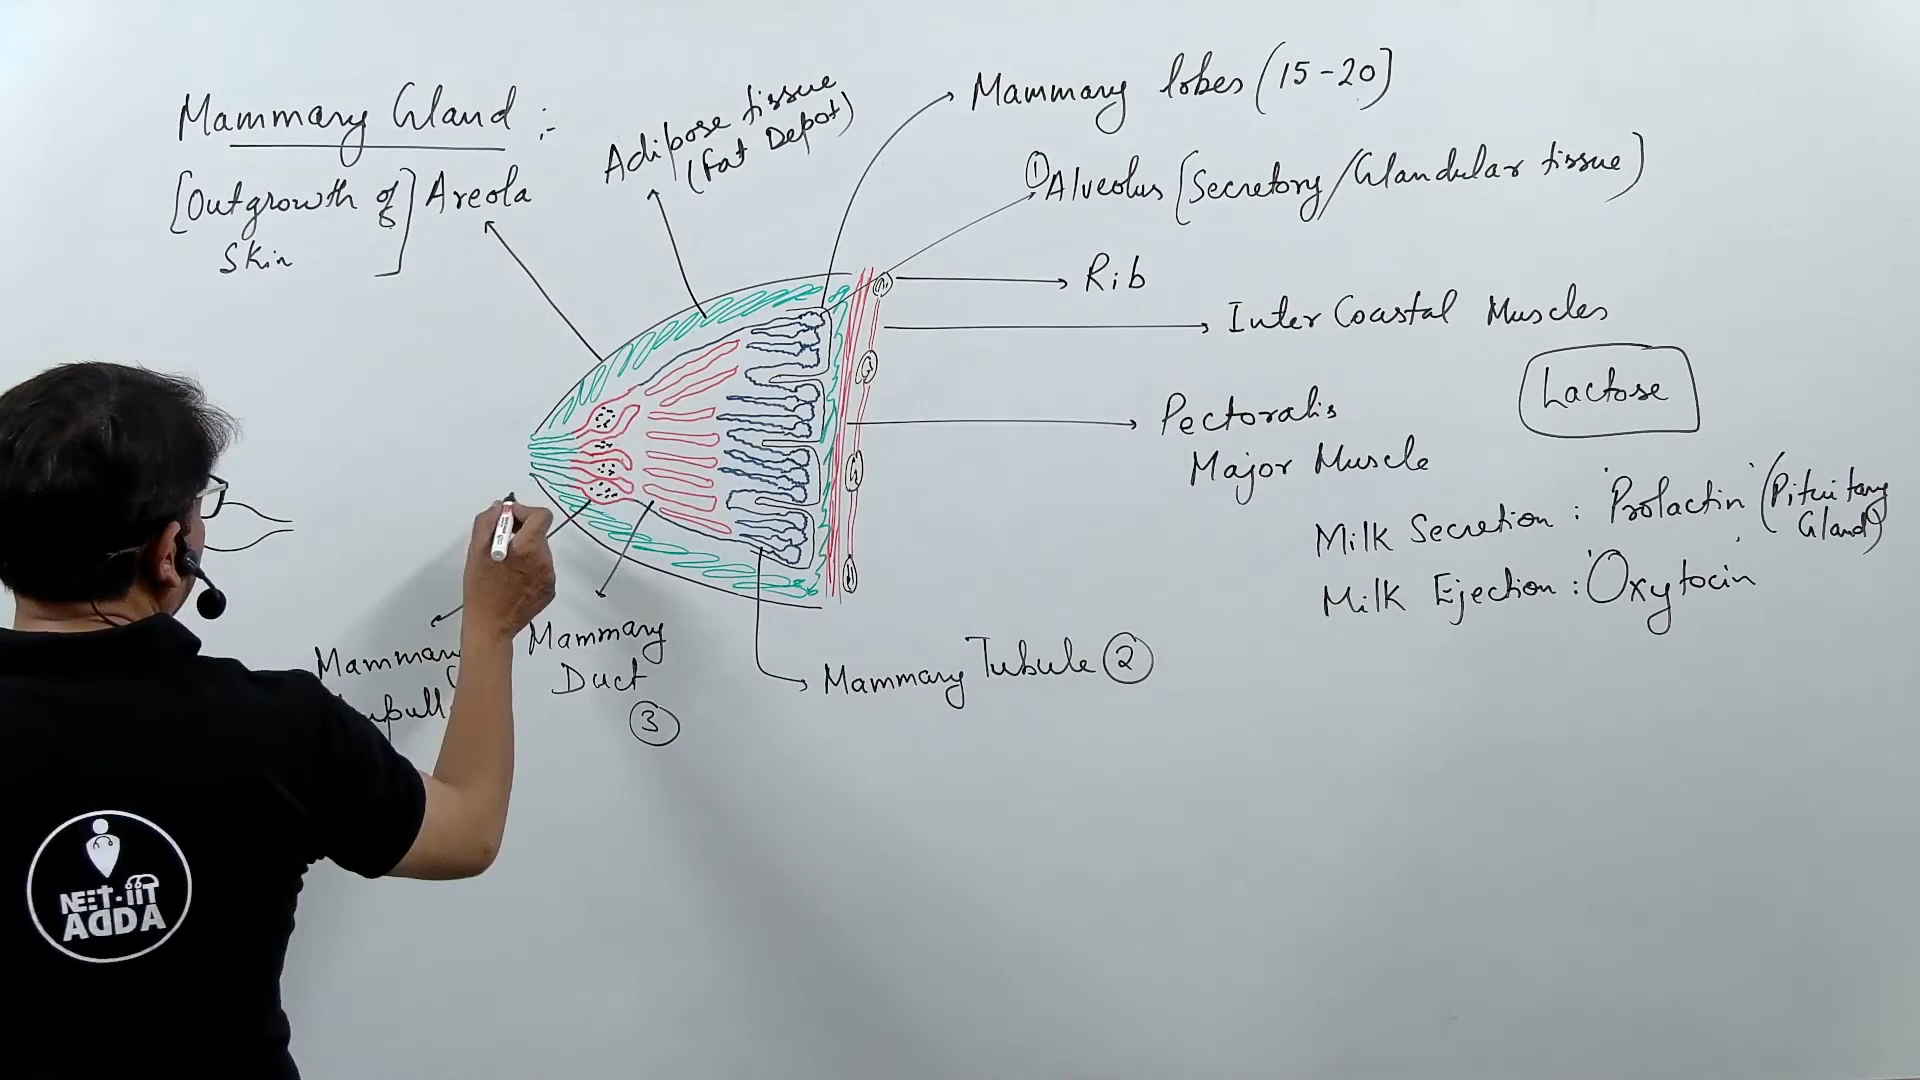 Mammary Gland :-
[Outgrowth of
Skin]
Areola
Adipose tissue
(Fat Depot)
Mammary lobes (15-20]
① Alveolus [Secretory/Glandular tissue)
Rib
Inter Coastal Muscles
Lactose
Pectoralis
Major Muscle
Milk Secretion : 'Prolactin' (Pituitary
Gland)
Milk Ejection : 'Oxytocin'
Mammary
Mammary
Duct
③
Mammary Tubule ②
NEET-IIT
ADDA